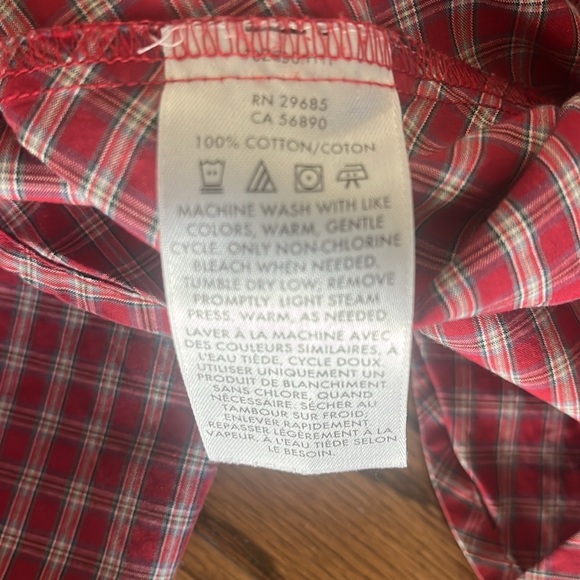 RN 29685
CA 56890
100% COTTON/COTON
MACHINE WASH WITH LIKE
COLORS, WARM, GENTLE
CYCLE. ONLY NON-CHLORINE
BLEACH WHEN NEEDED.
TUMBLE DRY LOW, REMOVE
PROMPTLY. LIGHT STEAM
PRESS. WARM, AS NEEDED
LAVER À LA MACHINE AVEC
DES COULEURS SIMILAIRES, À
L'EAU TIÈDE, CYCLE DOUX.
UTILISER UNIQUEMENT UN
PRODUIT DE BLANCHIMENT
SANS CHLORE, QUAND
NÉCESSAIRE. SÉCHER AU
TAMBOUR SUR FROID,
ENLEVER RAPIDEMENT.
REPASSER LÉGÈREMENT À LA
VAPEUR. À L'EAU TIÈDE SELON
LE BESOIN.